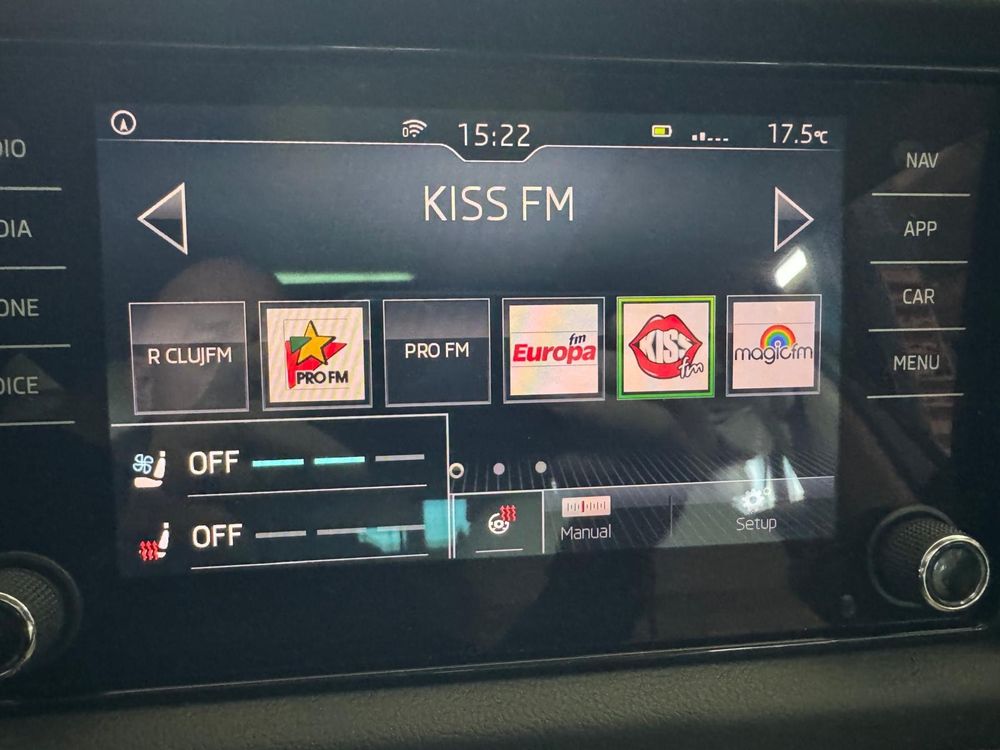 0
15:22
17.5°C
KISS FM
R CLUJFM
PRO FM
PRO FM
Europa fm
KISS fm
magicfm
OFF
OFF
Manual
Setup
DIO
DIA
ONE
OICE
NAV
APP
CAR
MENU